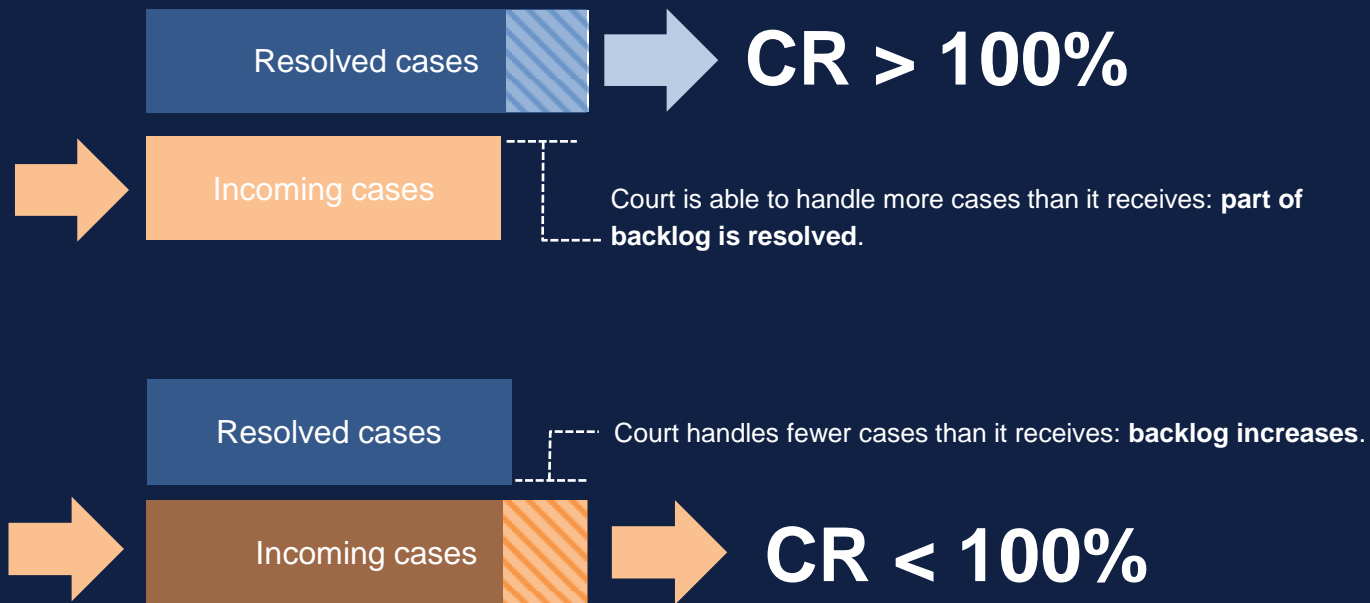 Resolved cases
CR > 100%
Incoming cases
Court is able to handle more cases than it receives: part of
backlog is resolved.
Resolved cases
Court handles fewer cases than it receives: backlog increases.
Incoming cases
CR < 100%